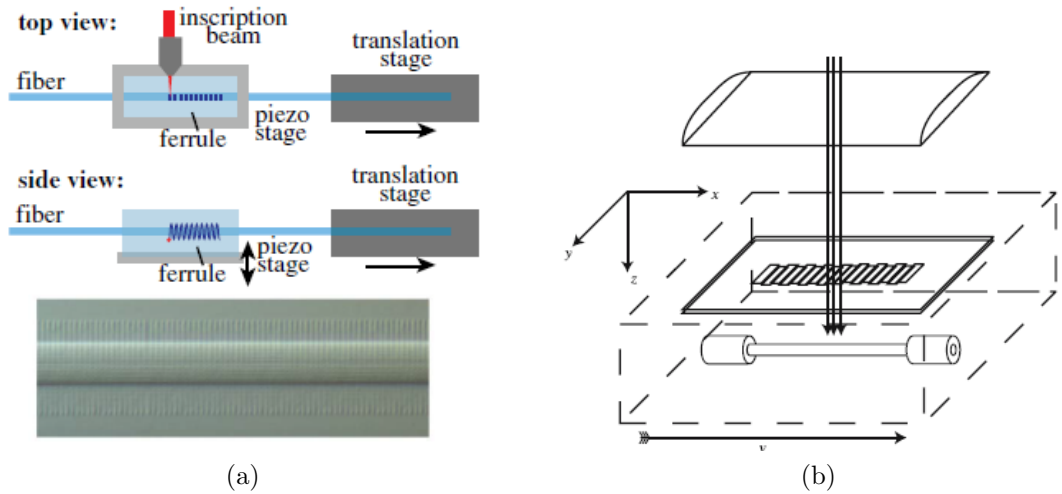 top view:
inscription
beam
translation
stage
fiber
piezo
stage
ferrule
side view:
translation
stage
fiber
piezo
stage
ferrule
(a)
x
y
z
v
(b)